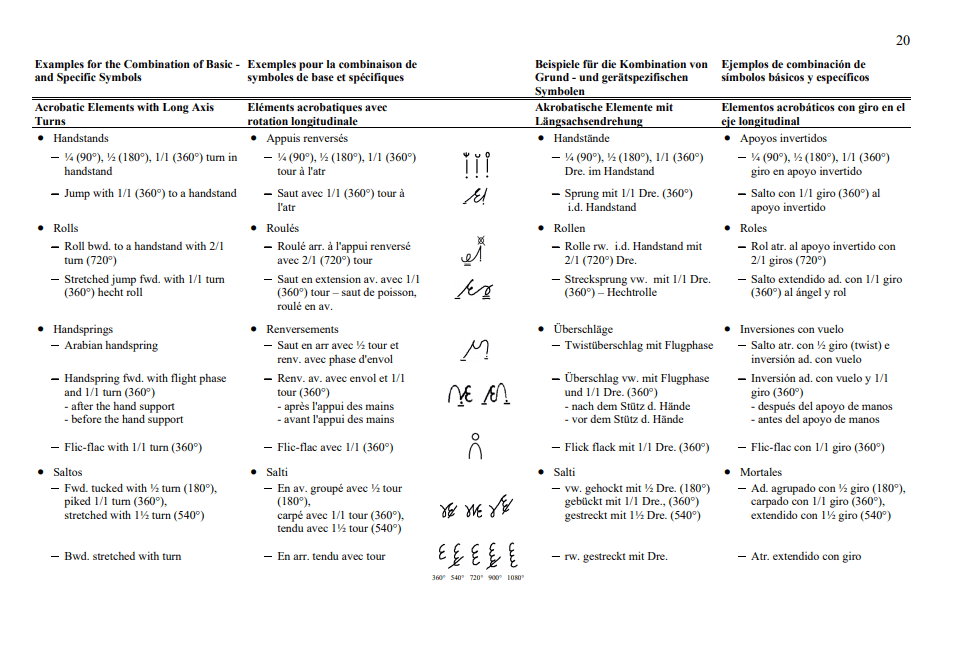 20
Examples for the Combination of Basic -
and Specific Symbols
Exemples pour la combinaison de
symboles de base et spécifiques
Beispiele für die Kombination von
Grund - und gerätspezifischen
Symbolen
Ejemplos de combinación de
símbolos básicos y específicos
Acrobatic Elements with Long Axis
Turns
Eléments acrobatiques avec
rotation longitudinale
Akrobatische Elemente mit
Längsachsendrehung
Elementos acrobáticos con giro en el
eje longitudinal
• Handstands
• Appuis renversés
• Handstände
• Apoyos invertidos
– ¼ (90°), ½ (180°), 1/1 (360°) turn in
handstand
– ¼ (90°), ½ (180°), 1/1 (360°)
tour à l'atr
– ¼ (90°), ½ (180°), 1/1 (360°)
Dre. im Handstand
– ¼ (90°), ½ (180°), 1/1 (360°)
giro en apoyo invertido
– Jump with 1/1 (360°) to a handstand
– Saut avec 1/1 (360°) tour à
l'atr
– Sprung mit 1/1 Dre. (360°)
i.d. Handstand
– Salto con 1/1 giro (360°) al
apoyo invertido
• Rolls
• Roulés
• Rollen
• Roles
– Roll bwd. to a handstand with 2/1
turn (720°)
– Roulé arr. à l'appui renversé
avec 2/1 (720°) tour
– Rolle rw. i.d. Handstand mit
2/1 (720°) Dre.
– Rol atr. al apoyo invertido con
2/1 giros (720°)
– Stretched jump fwd. with 1/1 turn
(360°) hecht roll
– Saut en extension av. avec 1/1
(360°) tour – saut de poisson,
roulé en av.
– Strecksprung vw. mit 1/1 Dre.
(360°) – Hechtrolle
– Salto extendido ad. con 1/1 giro
(360°) al ángel y rol
• Handsprings
• Renversements
• Überschläge
• Inversiones con vuelo
– Arabian handspring
– Saut en arr avec ½ tour et
renv. avec phase d'envol
– Twistüberschlag mit Flugphase
– Salto atr. con ½ giro (twist) e
inversión ad. con vuelo
– Handspring fwd. with flight phase
and 1/1 turn (360°)
- after the hand support
- before the hand support
– Renv. av. avec envol et 1/1
tour (360°)
- après l'appui des mains
- avant l'appui des mains
– Überschlag vw. mit Flugphase
und 1/1 Dre. (360°)
- nach dem Stütz d. Hände
- vor dem Stütz d. Hände
– Inversión ad. con vuelo y 1/1
giro (360°)
- después del apoyo de manos
- antes del apoyo de manos
– Flic-flac with 1/1 turn (360°)
– Flic-flac avec 1/1 (360°)
– Flick flack mit 1/1 Dre. (360°)
– Flic-flac con 1/1 giro (360°)
• Saltos
• Salti
• Salti
• Mortales
– Fwd. tucked with ½ turn (180°),
piked 1/1 turn (360°),
stretched with 1½ turn (540°)
– En av. groupé avec ½ tour
(180°),
carpé avec 1/1 tour (360°),
tendu avec 1½ tour (540°)
– vw. gehockt mit ½ Dre. (180°)
gebückt mit 1/1 Dre., (360°)
gestreckt mit 1½ Dre. (540°)
– Ad. agrupado con ½ giro (180°),
carpado con 1/1 giro (360°),
extendido con 1½ giro (540°)
– Bwd. stretched with turn
– En arr. tendu avec tour
– rw. gestreckt mit Dre.
– Atr. extendido con giro
360° 540° 720° 900° 1080°